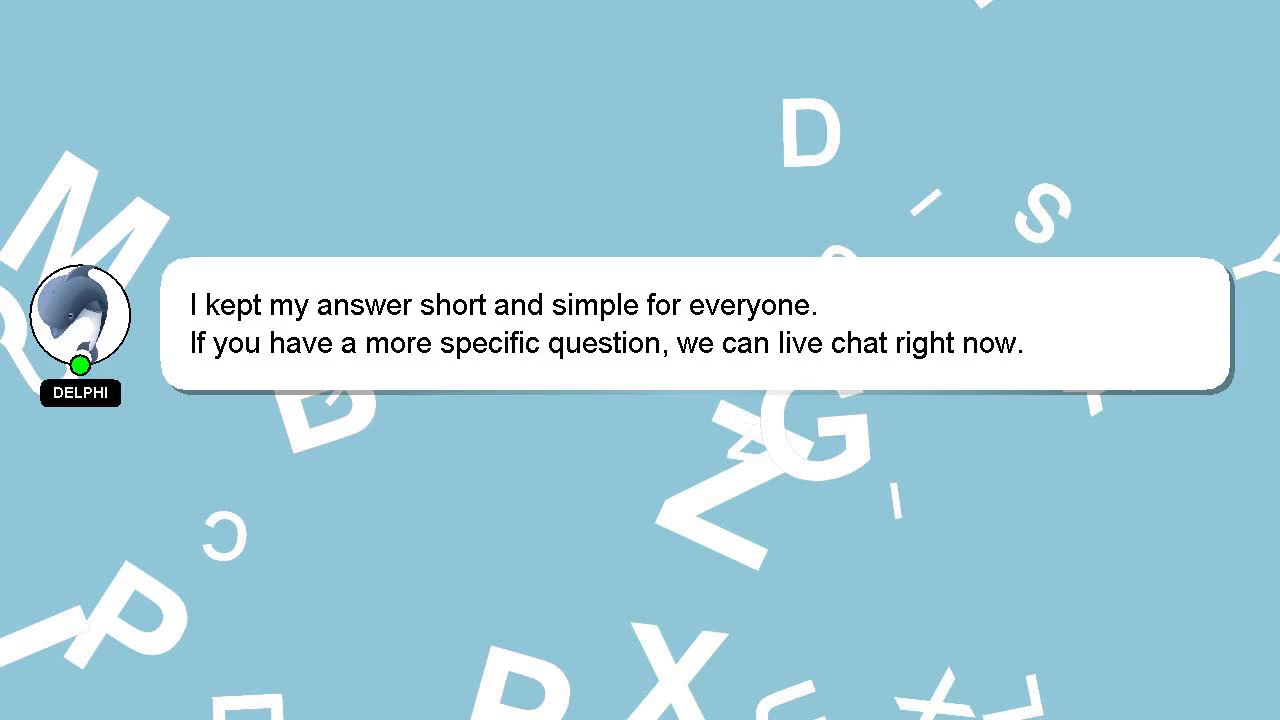 I kept my answer short and simple for everyone.
If you have a more specific question, we can live chat right now.
DELPHI
D
S
M
B
G
Z
Z
I
C
P
P
X
U
X
L